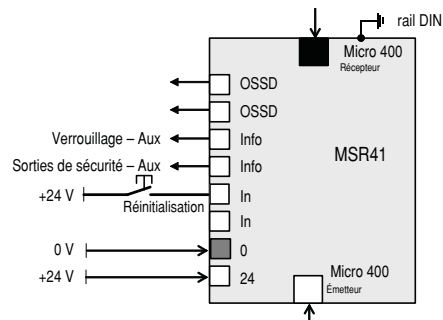 rail DIN
Micro 400
Récepteur
OSSD
OSSD
MSR41
Verrouillage – Aux
Info
Sorties de sécurité – Aux
Info
+24 V
Réinitialisation
In
In
0 V
0
+24 V
24
Micro 400
Émetteur